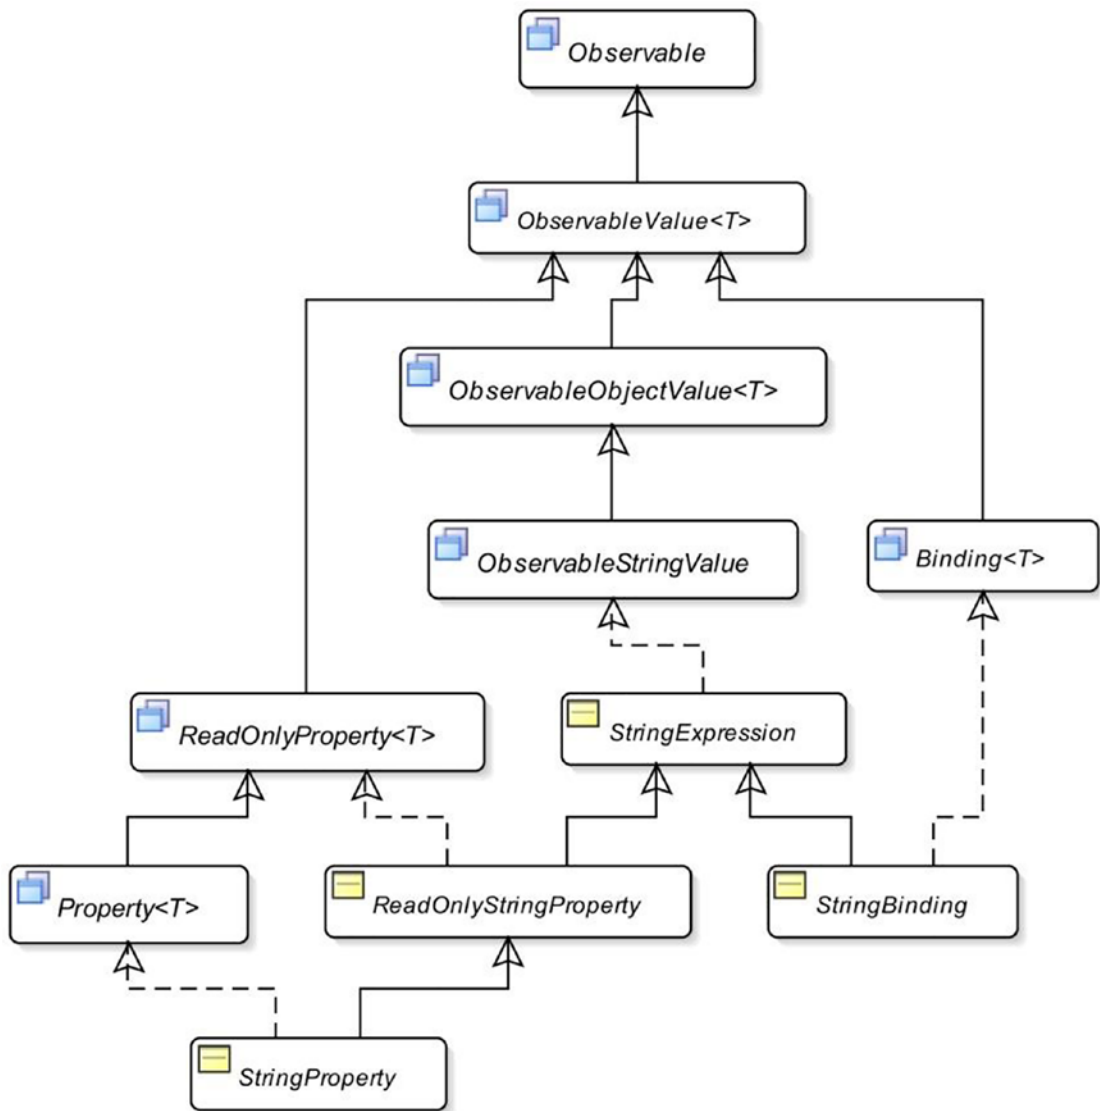 Observable
ObservableValue<T>
ObservableObjectValue<T>
ObservableStringValue
Binding<T>
ReadOnlyProperty<T>
StringExpression
Property<T>
ReadOnlyStringProperty
StringBinding
StringProperty